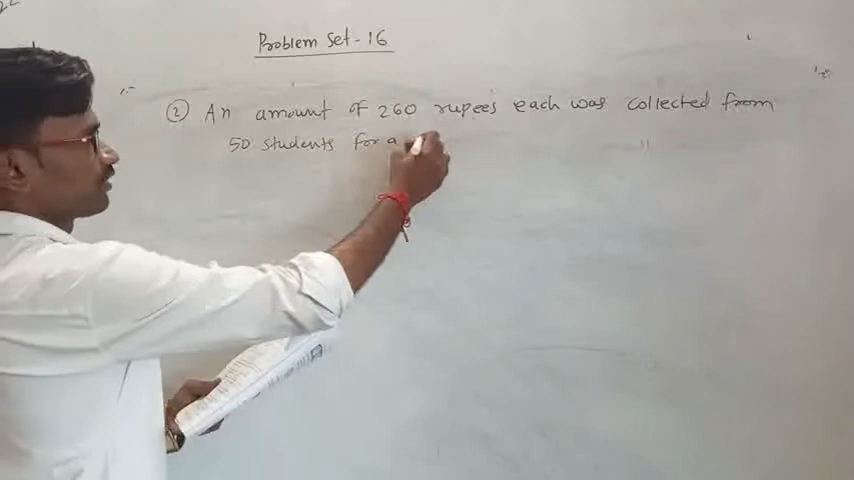 Problem Set - 16
② An amount of 260 rupees each was collected from
50 students for a